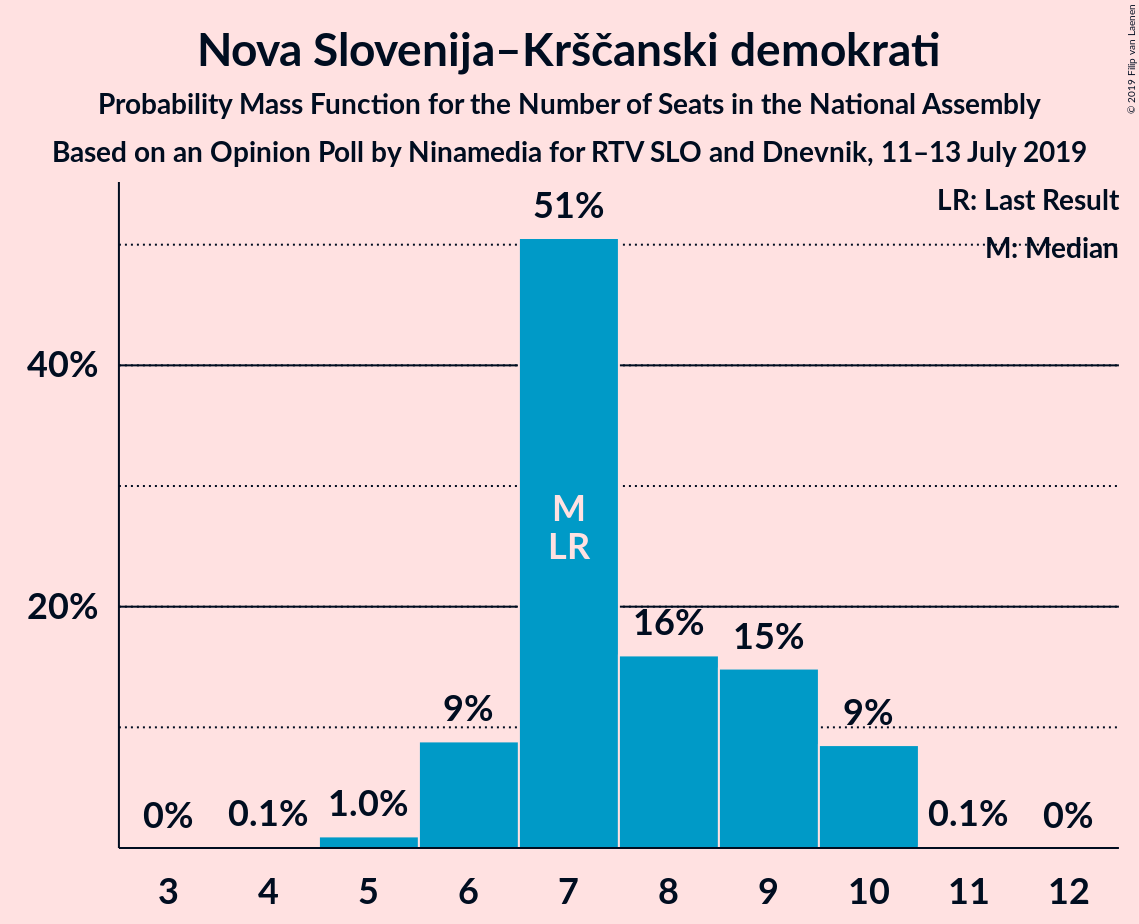 Nova Slovenija–Krščanski demokrati
Probability Mass Function for the Number of Seats in the National Assembly
Based on an Opinion Poll by Ninamedia for RTV SLO and Dnevnik, 11–13 July 2019
© 2019 Filip van Laenen
LR: Last Result
M: Median
51%
40%
M
LR
20%
16%
15%
9%
9%
1.0%
0%
0.1%
0.1%
0%
3 4 5 6 7 8 9 10 11 12